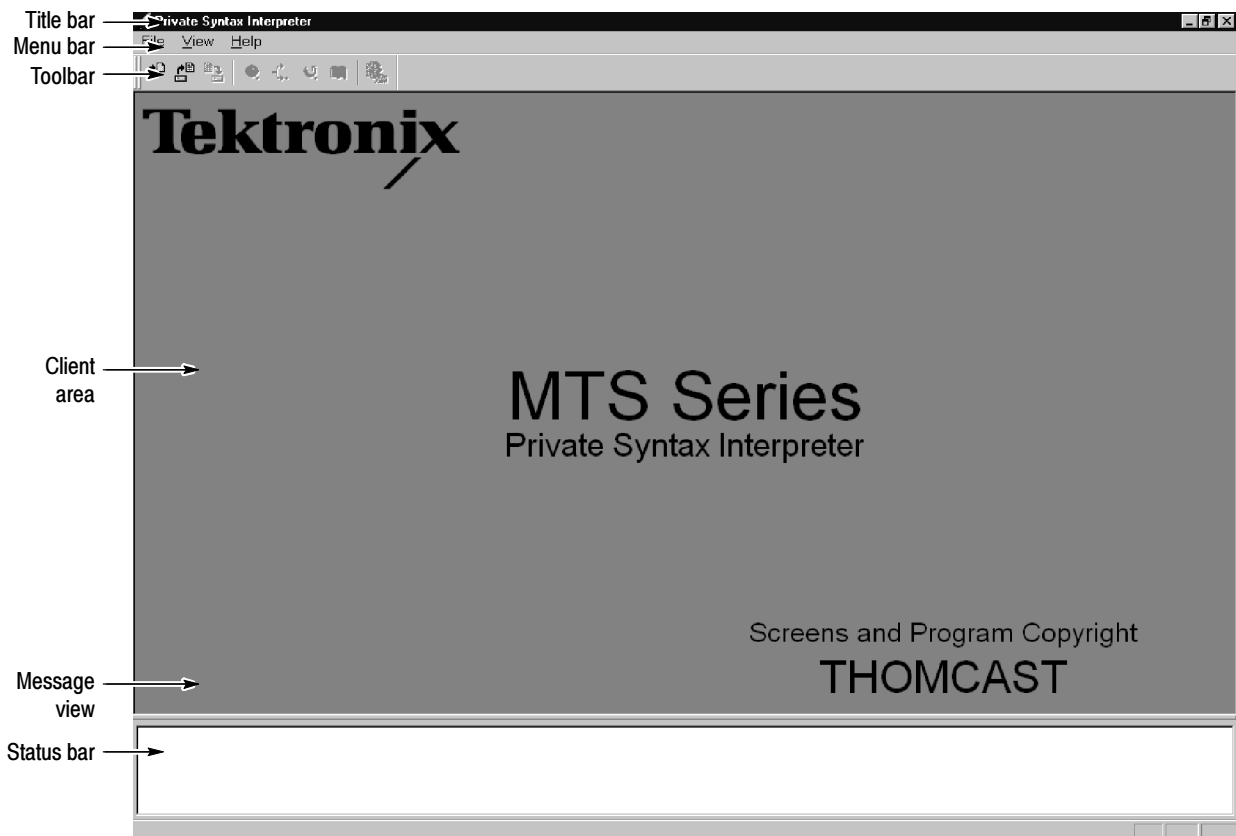 Title bar
Private Syntax Interpreter
Menu bar
File View Help
Toolbar
Tektronix
Client
area
MTS Series
Private Syntax Interpreter
Screens and Program Copyright
THOMCAST
Message
view
Status bar